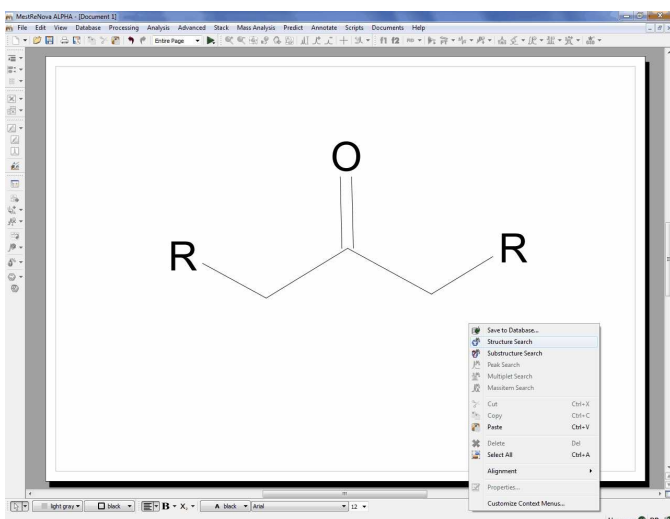 MestReNova ALPHA - [Document 1]
File Edit View Database Processing Analysis Advanced Stack Mass Analysis Predict Annotate Scripts Documents Help
Entire Page
O
R
R
Save to Database...
Structure Search
Substructure Search
Peak Search
Multiplet Search
Massitem Search
Cut Ctrl+X
Copy Ctrl+C
Paste Ctrl+V
Delete Del
Select All Ctrl+A
Alignment
Properties...
Customize Context Menus...
light gray black B X, A black Arial 12